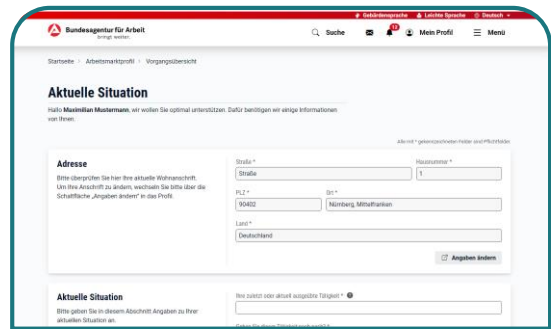 Gebärdensprache Leichte Sprache Deutsch
Bundesagentur für Arbeit
bringt weiter.
Suche
12
Mein Profil
Menü
Startseite > Arbeitsmarktprofil > Vorgangsübersicht
Aktuelle Situation
Hallo Maximilian Mustermann, wir wollen Sie optimal unterstützen. Dafür benötigen wir einige Informationen
von Ihnen.
Alle mit * gekennzeichneten Felder sind Pflichtfelder
Adresse
Bitte überprüfen Sie hier Ihre aktuelle Wohnanschrift.
Um Ihre Anschrift zu ändern, wechseln Sie bitte über die
Schaltfläche „Angaben ändern" in das Profil.
Straße *
Hausnummer *
Straße
1
PLZ *
Ort *
90402
Nürnberg, Mittelfranken
Land *
Deutschland
Angaben ändern
Aktuelle Situation
Bitte geben Sie in diesem Abschnitt Angaben zu Ihrer
aktuellen Situation an.
Ihre zuletzt oder aktuell ausgeübte Tätigkeit *